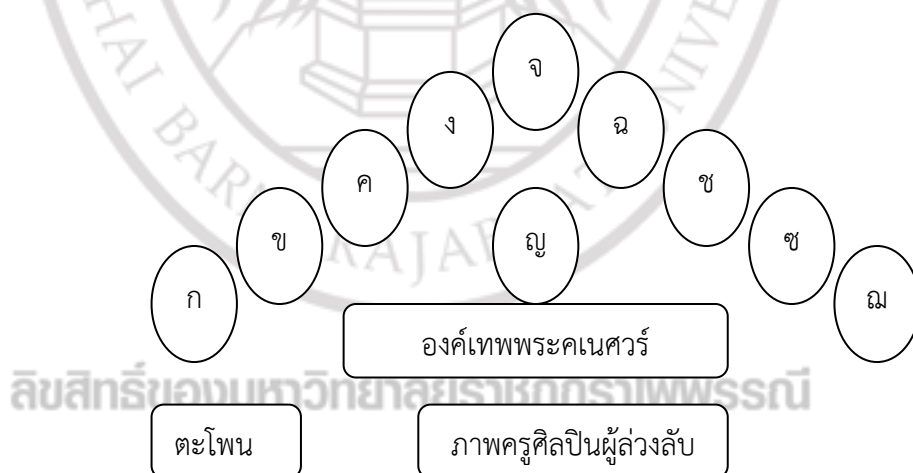 จ
ง ฉ
ค ช
ข ญ ซ
ก ฌ
องค์เทพพระคเนศวร์
ลิขสิทธิ์ของมหาวิทยาลัยราชภัฏรำไพพรรณี
ตะโพน ภาพครูศิลปินผู้ล่วงลับ